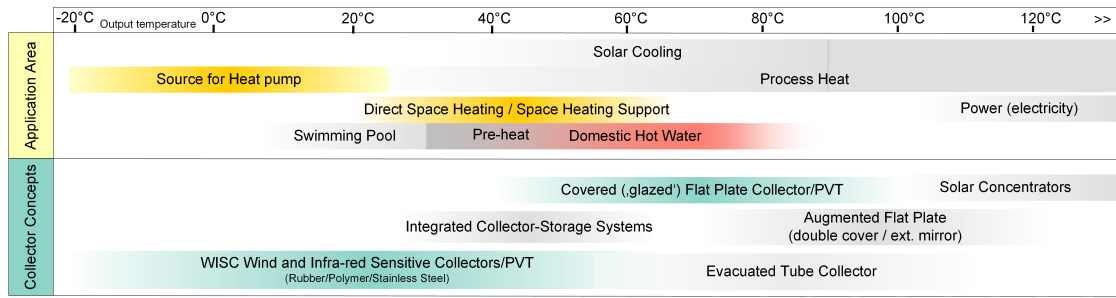 -20°C Output temperature 0°C 20°C 40°C 60°C 80°C 100°C 120°C >>
Application Area
Solar Cooling
Source for Heat pump Process Heat
Direct Space Heating / Space Heating Support Power (electricity)
Swimming Pool Pre-heat Domestic Hot Water
Collector Concepts
Covered (‚glazed‘) Flat Plate Collector/PVT Solar Concentrators
Integrated Collector-Storage Systems
Augmented Flat Plate
(double cover / ext. mirror)
WISC Wind and Infra-red Sensitive Collectors/PVT
(Rubber/Polymer/Stainless Steel)
Evacuated Tube Collector